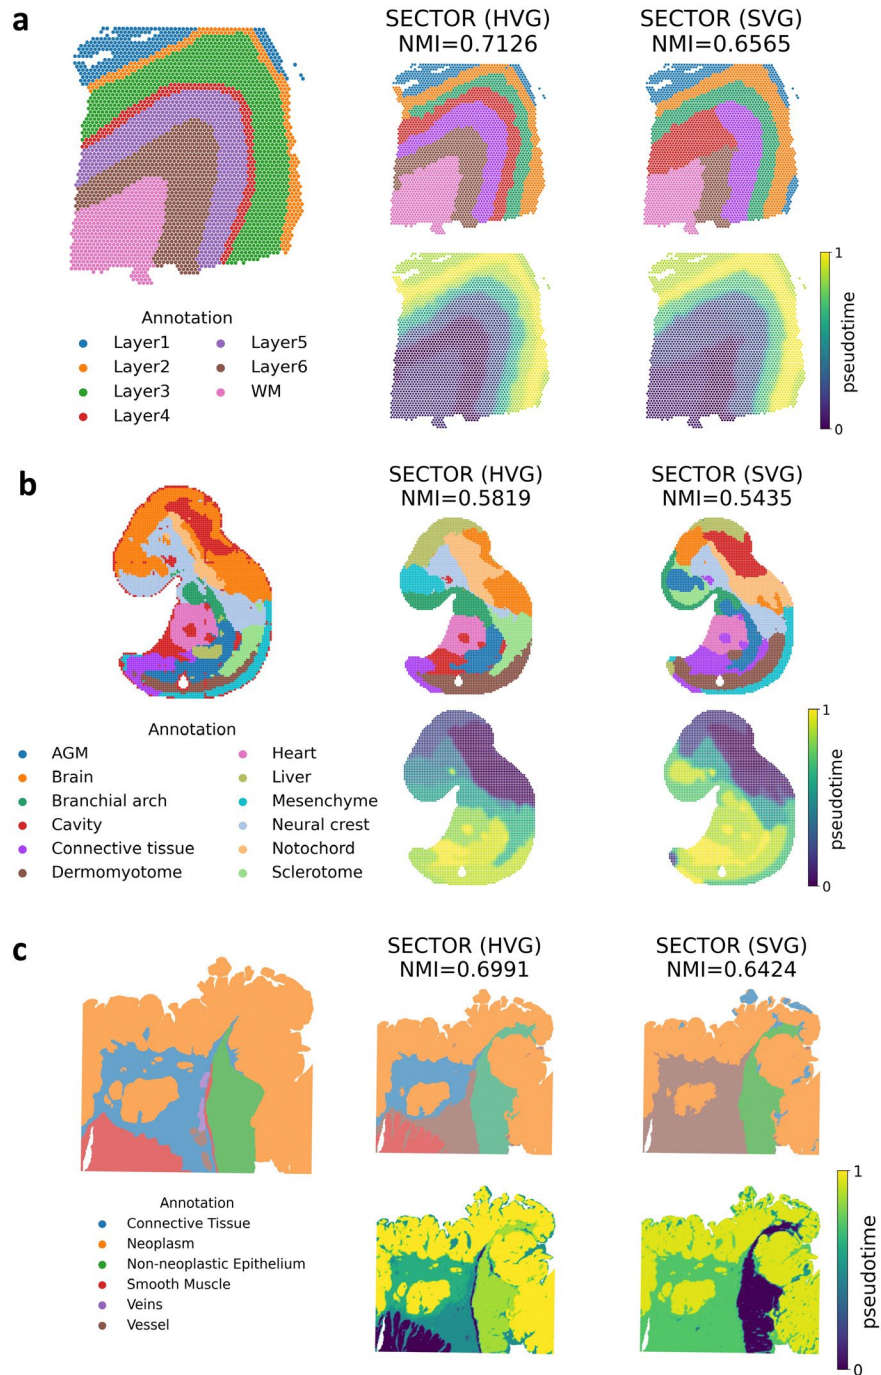 a
SECTOR (HVG)
NMI=0.7126
SECTOR (SVG)
NMI=0.6565
Annotation
Layer1
Layer2
Layer3
Layer4
Layer5
Layer6
WM
1
pseudotime
0
b
SECTOR (HVG)
NMI=0.5819
SECTOR (SVG)
NMI=0.5435
Annotation
AGM
Brain
Branchial arch
Cavity
Connective tissue
Dermomyotome
Heart
Liver
Mesenchyme
Neural crest
Notochord
Sclerotome
1
pseudotime
0
c
SECTOR (HVG)
NMI=0.6991
SECTOR (SVG)
NMI=0.6424
Annotation
Connective Tissue
Neoplasm
Non-neoplastic Epithelium
Smooth Muscle
Veins
Vessel
1
pseudotime
0